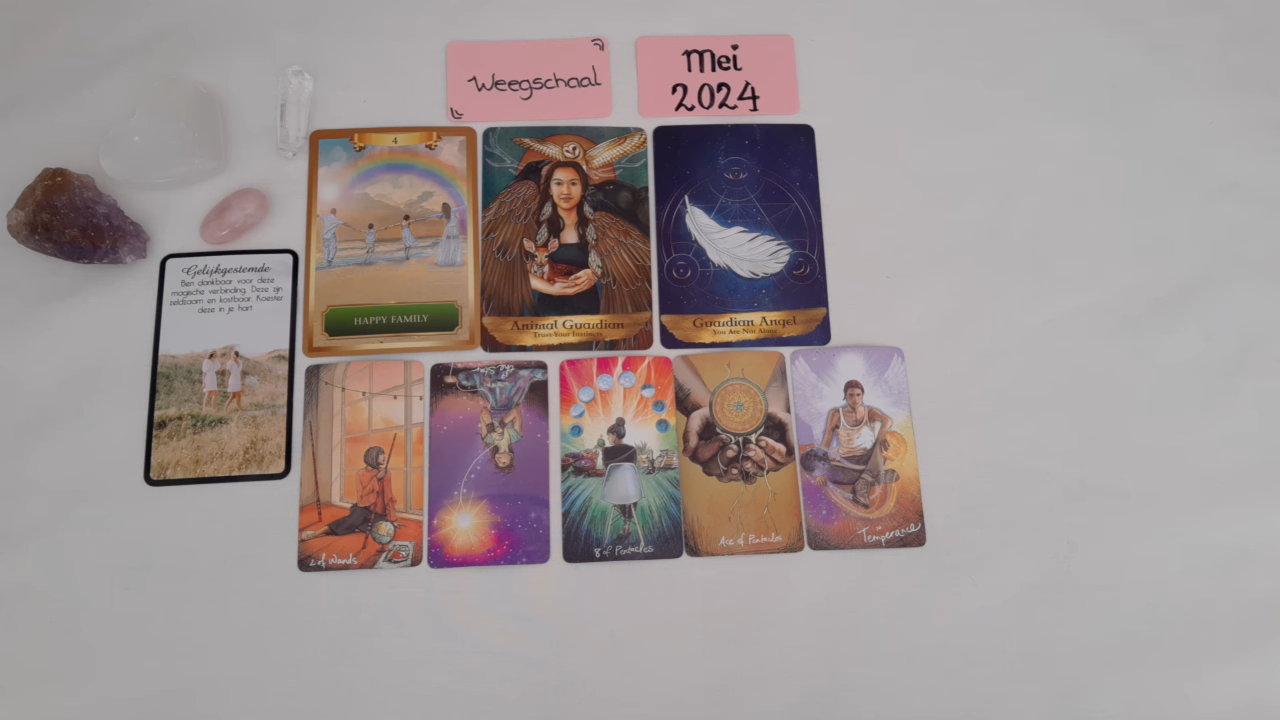 Weegschaal
Mei
2024
4
HAPPY FAMILY
Animal Guardian
Trust Your Instincts
Guardian Angel
You Are Not Alone
Gelijkgestemde
Ben dankbaar voor deze
magische verbinding. Deze zijn
zeldzaam en kostbaar. Koester
deze in je hart
2 of Wands
The Star
8 of Pentacles
Ace of Pentacles
Temperance